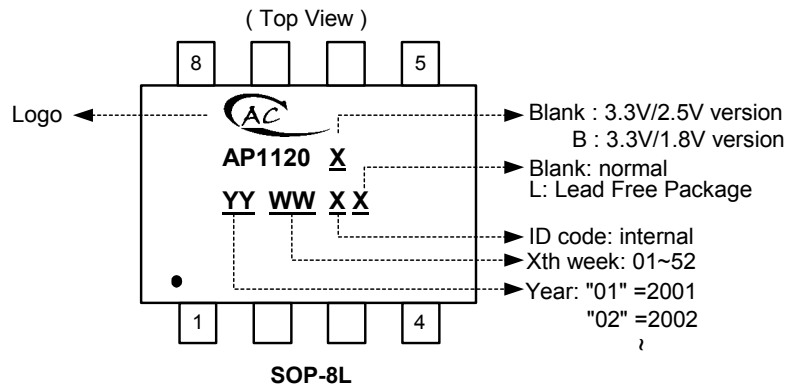 ( Top View )
8 5
Logo
AC
Blank : 3.3V/2.5V version
B : 3.3V/1.8V version
AP1120 X
Blank: normal
L: Lead Free Package
YY WW X X
ID code: internal
Xth week: 01~52
Year: "01" =2001
"02" =2002
~
1 4
SOP-8L